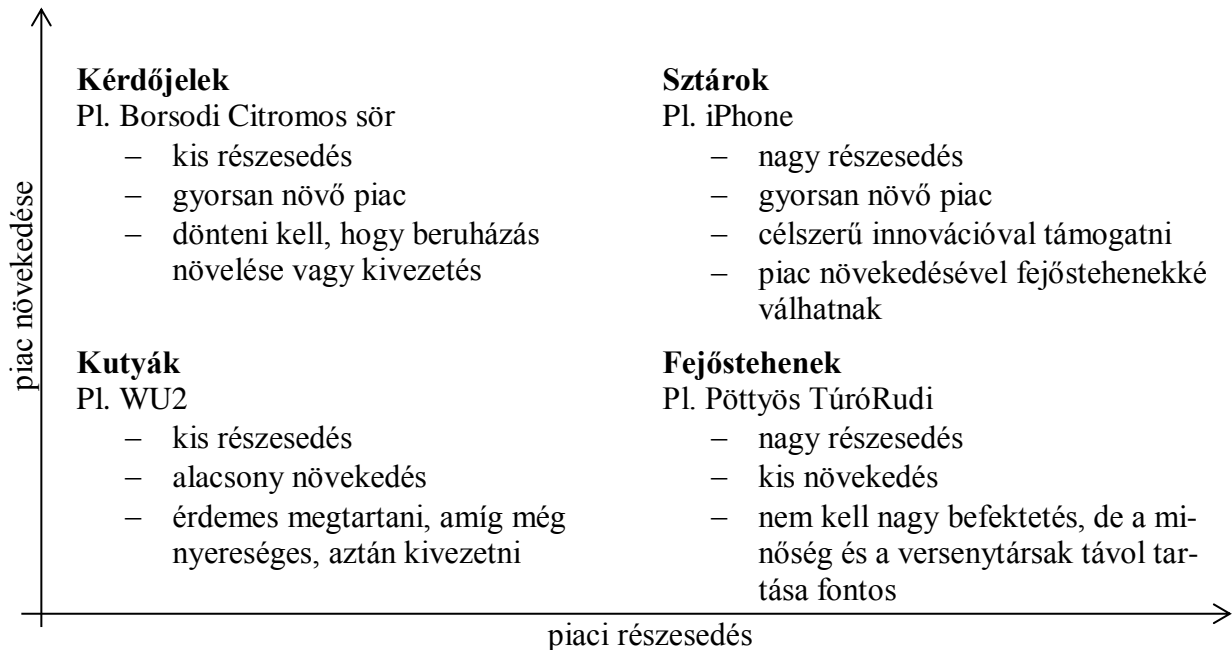 piac növekedése
Kérdőjelek
Pl. Borsodi Citromos sör
– kis részesedés
– gyorsan növő piac
– dönteni kell, hogy beruházás
növelése vagy kivezetés
Sztárok
Pl. iPhone
– nagy részesedés
– gyorsan növő piac
– célszerű innovációval támogatni
– piac növekedésével fejőstehenekké
válhatnak
Kutyák
Pl. WU2
– kis részesedés
– alacsony növekedés
– érdemes megtartani, amíg még
nyereséges, aztán kivezetni
Fejőstehenek
Pl. Pöttyös TúróRudi
– nagy részesedés
– kis növekedés
– nem kell nagy befektetés, de a mi-
nőség és a versenytársak távol tar-
tása fontos
piaci részesedés